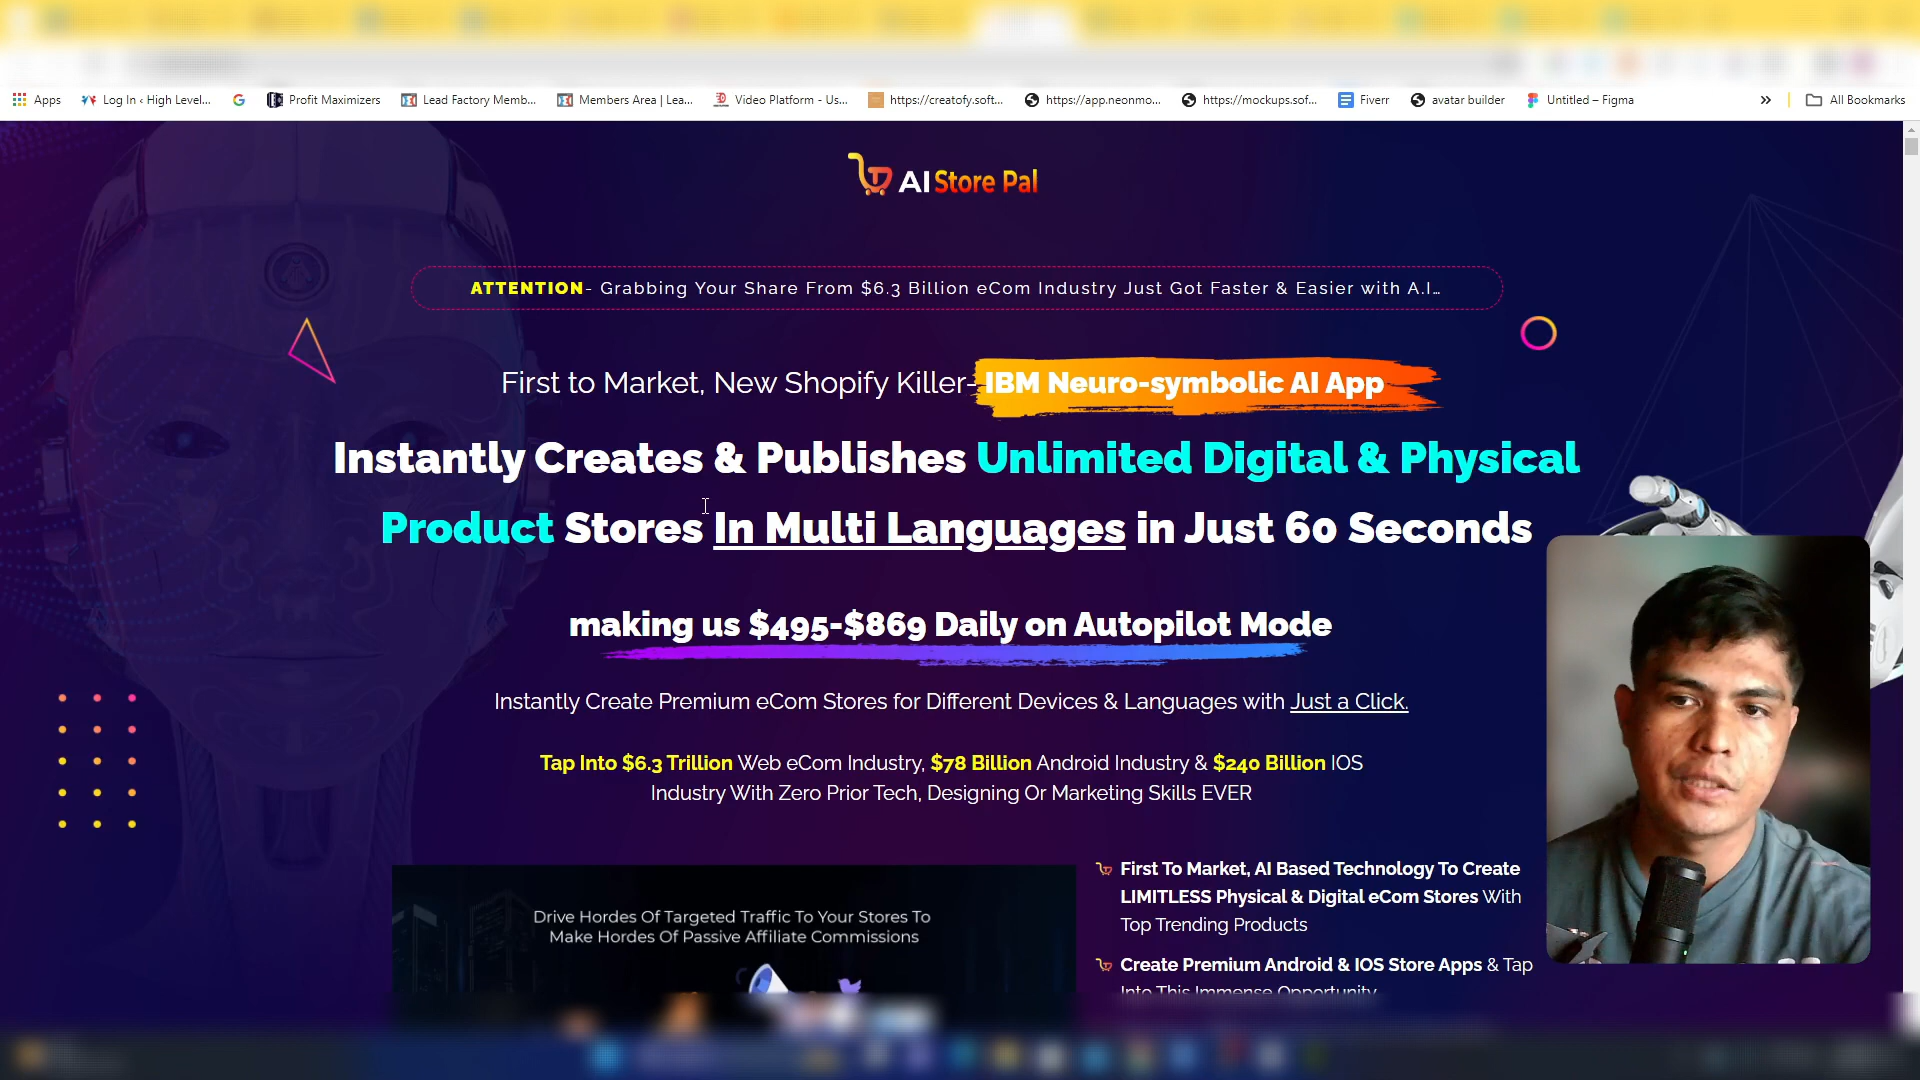 Apps
Log In ‹ High Level...
Profit Maximizers
Lead Factory Memb...
Members Area | Lea...
Video Platform - Us...
https://creatofy.soft...
https://app.neonmo...
https://mockups.sof...
Fiverr
avatar builder
Untitled – Figma
»
All Bookmarks
AI Store Pal
ATTENTION- Grabbing Your Share From $6.3 Billion eCom Industry Just Got Faster & Easier with A.I...
First to Market, New Shopify Killer- IBM Neuro-symbolic AI App
Instantly Creates & Publishes Unlimited Digital & Physical
Product Stores In Multi Languages in Just 60 Seconds
making us $495-$869 Daily on Autopilot Mode
Instantly Create Premium eCom Stores for Different Devices & Languages with Just a Click.
Tap Into $6.3 Trillion Web eCom Industry, $78 Billion Android Industry & $240 Billion IOS
Industry With Zero Prior Tech, Designing Or Marketing Skills EVER
Drive Hordes Of Targeted Traffic To Your Stores To
Make Hordes Of Passive Affiliate Commissions
First To Market, AI Based Technology To Create
LIMITLESS Physical & Digital eCom Stores With
Top Trending Products
Create Premium Android & IOS Store Apps & Tap
Into This Immense Opportunity